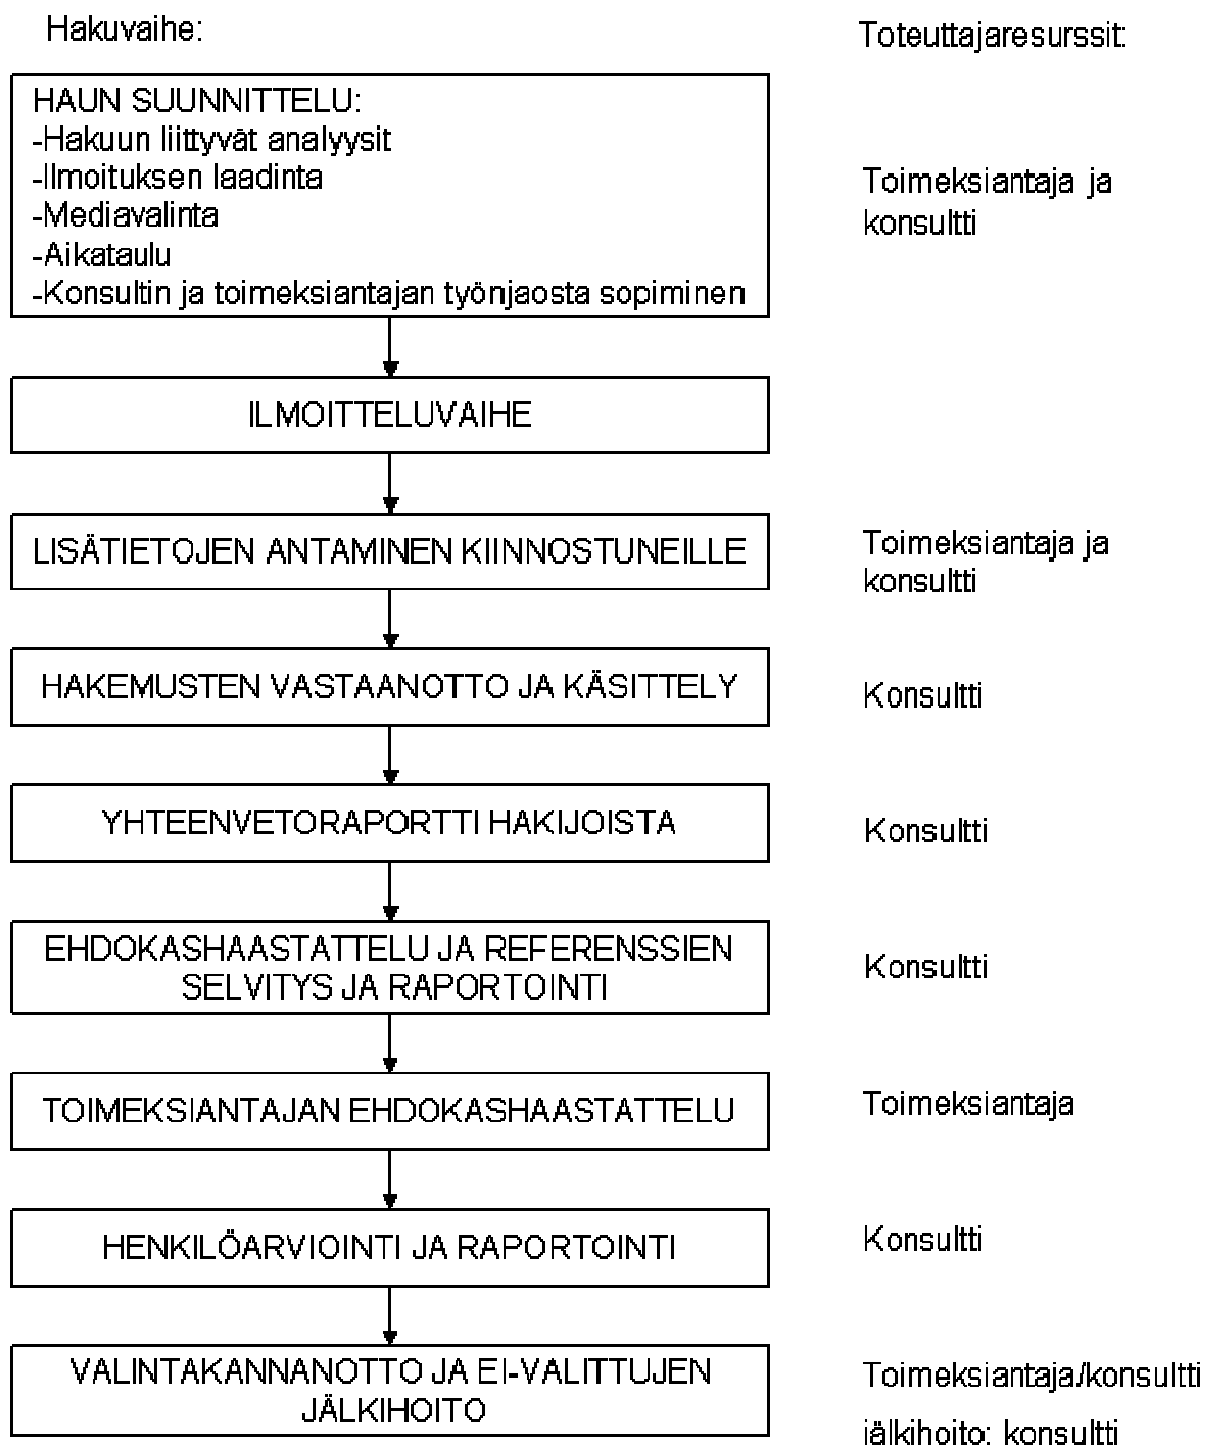 Hakuvaihe:
Toteuttajaresurssit:
HAUN SUUNNITTELU:
-Hakuun liittyvät analyysit
-Ilmoituksen laadinta
-Mediavalinta
-Aikataulu
-Konsultin ja toimeksiantajan työnjaosta sopiminen
Toimeksiantaja ja
konsultti
ILMOITTELUVAIHE
LISÄTIETOJEN ANTAMINEN KIINNOSTUNEILLE
Toimeksiantaja ja
konsultti
HAKEMUSTEN VASTAANOTTO JA KÄSITTELY
Konsultti
YHTEENVETORAPORTTI HAKIJOISTA
Konsultti
EHDOKASHAASTATTELU JA REFERENSSIEN
SELVITYS JA RAPORTOINTI
Konsultti
TOIMEKSIANTAJAN EHDOKASHAASTATTELU
Toimeksiantaja
HENKILÖARVIOINTI JA RAPORTOINTI
Konsultti
VALINTAKANNANOTTO JA EI-VALITTUJEN
JÄLKIHOITO
Toimeksiantaja/konsultti
jälkihoito: konsultti